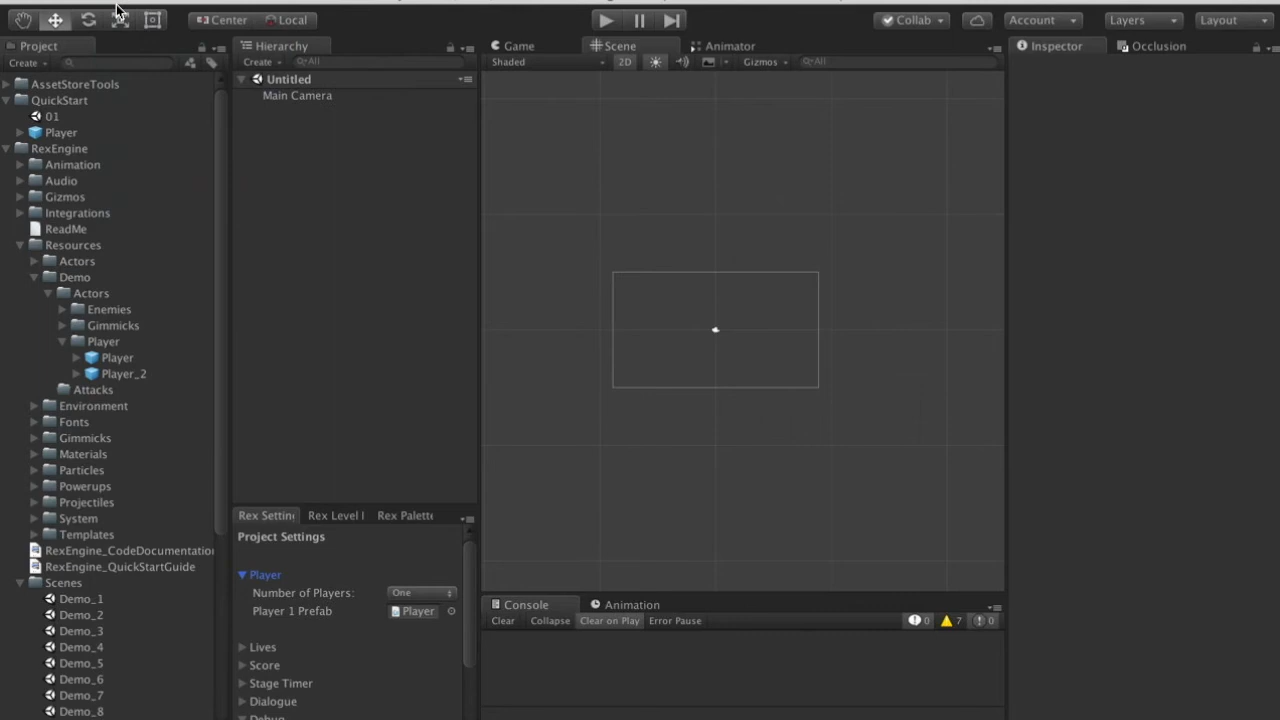 Center
Local
Collab
Account
Layers
Layout
Project
Hierarchy
Game
Scene
Animator
Inspector
Occlusion
Create
Create
All
Shaded
2D
Gizmos
All
AssetStoreTools
QuickStart
01
Player
RexEngine
Animation
Audio
Gizmos
Integrations
ReadMe
Resources
Actors
Demo
Actors
Enemies
Gimmicks
Player
Player
Player_2
Attacks
Environment
Fonts
Gimmicks
Materials
Particles
Powerups
Projectiles
System
Templates
RexEngine_CodeDocumentation
RexEngine_QuickStartGuide
Scenes
Demo_1
Demo_2
Demo_3
Demo_4
Demo_5
Demo_6
Demo_7
Demo_8
Untitled
Main Camera
Rex Settin
Rex Level
Rex Palett
Project Settings
Player
Number of Players:
One
Player 1 Prefab
Player
Lives
Score
Stage Timer
Dialogue
Debug
Console
Animation
Clear
Collapse
Clear on Play
Error Pause
0
7
0